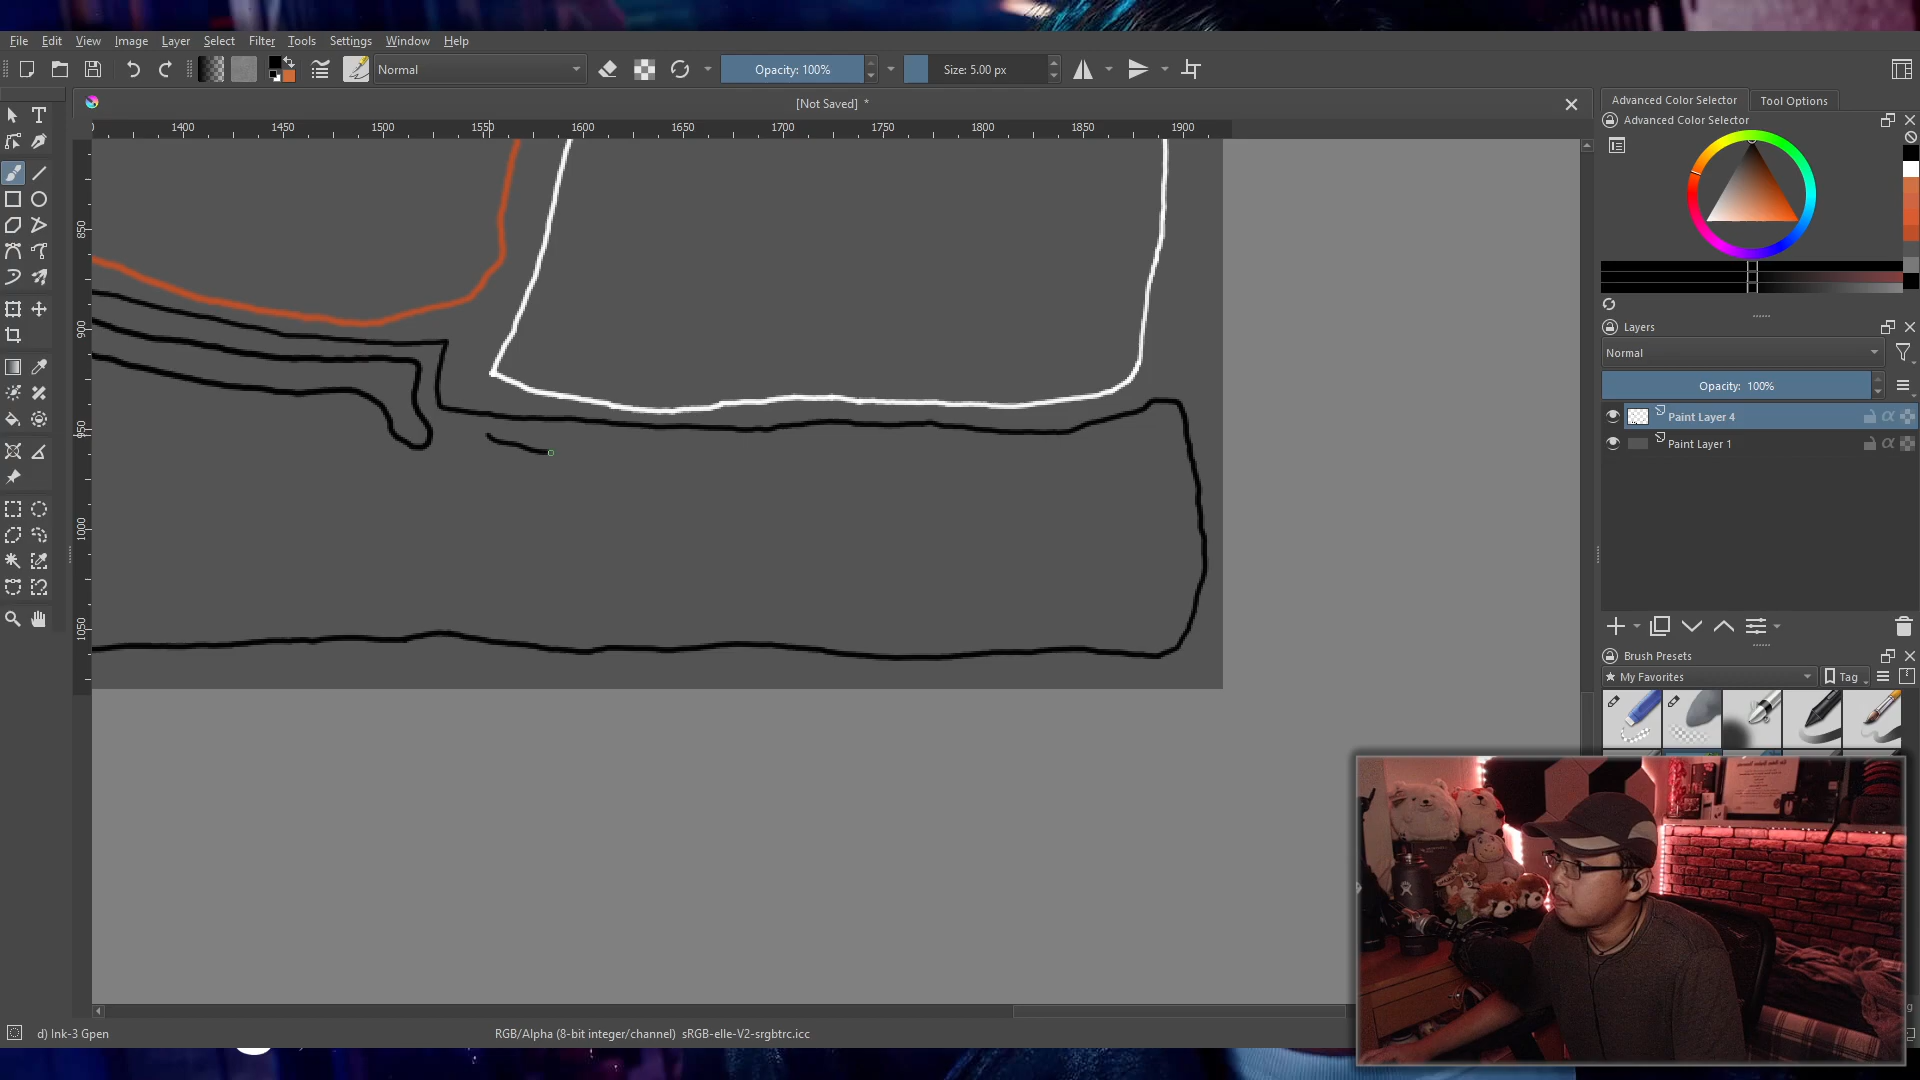 File Edit View Image Layer Select Filter Tools Settings Window Help
Normal Opacity: 100% Size: 5.00 px
[Not Saved] *
1400 1450 1500 1550 1600 1650 1700 1750 1800 1850 1900
850
900
950
1000
1050
Advanced Color Selector Tool Options
Advanced Color Selector
Layers
Normal
Opacity: 100%
Paint Layer 4
Paint Layer 1
Brush Presets
My Favorites Tag
d) Ink-3 Gpen RGB/Alpha (8-bit integer/channel) sRGB-elle-V2-srgbtrc.icc